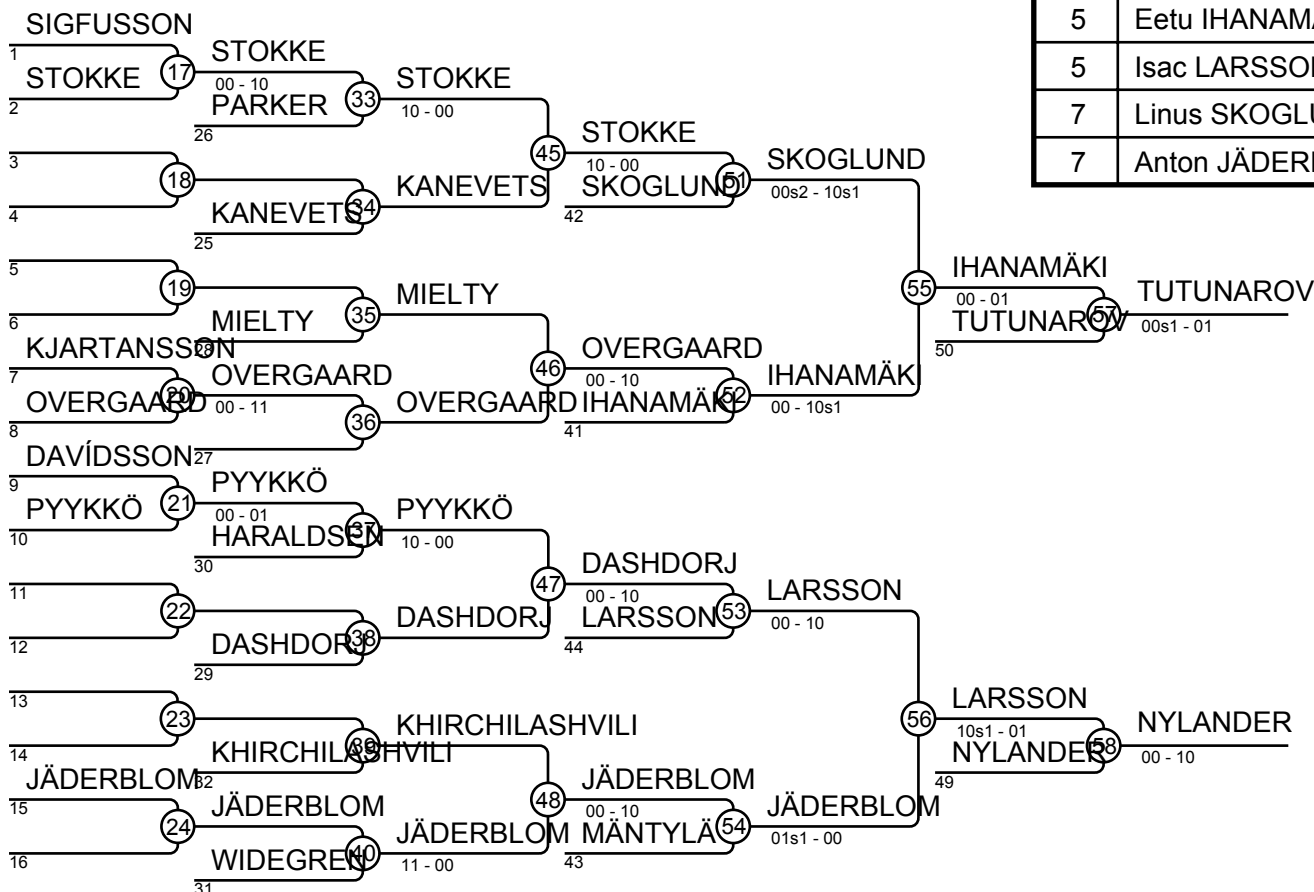 SIGFUSSON
1
STOKKE
2
17
STOKKE
00 - 10
PARKER
26
33
STOKKE
10 - 00
3
4
18
KANEVETS
25
34
KANEVETS
45
STOKKE
10 - 00
SKOGLUND
42
51
SKOGLUND
00s2 - 10s1
5
6
19
MIELTY
28
35
MIELTY
KJARTANSSON
7
OVERGAARD
8
20
OVERGAARD
00 - 11
27
36
OVERGAARD
46
OVERGAARD
00 - 10
IHANAMÄKI
41
52
IHANAMÄKI
00 - 10s1
55
IHANAMÄKI
00 - 01
TUTUNAROV
50
57
TUTUNAROV
00s1 - 01
DAVÍDSSON
9
PYYKKÖ
10
21
PYYKKÖ
00 - 01
HARALDSEN
30
37
PYYKKÖ
10 - 00
11
12
22
DASHDORJ
29
38
DASHDORJ
47
DASHDORJ
00 - 10
LARSSON
44
53
LARSSON
00 - 10
13
14
23
KHIRCHILASHVILI
32
39
KHIRCHILASHVILI
JÄDERBLOM
15
16
24
JÄDERBLOM
WIDEGREN
31
40
JÄDERBLOM
11 - 00
48
JÄDERBLOM
00 - 10
MÄNTYLÄ
43
54
JÄDERBLOM
01s1 - 00
56
LARSSON
10s1 - 01
NYLANDER
49
58
NYLANDER
00 - 10
5 Eetu IHANAMÄ
5 Isac LARSSON
7 Linus SKOGLU
7 Anton JÄDER